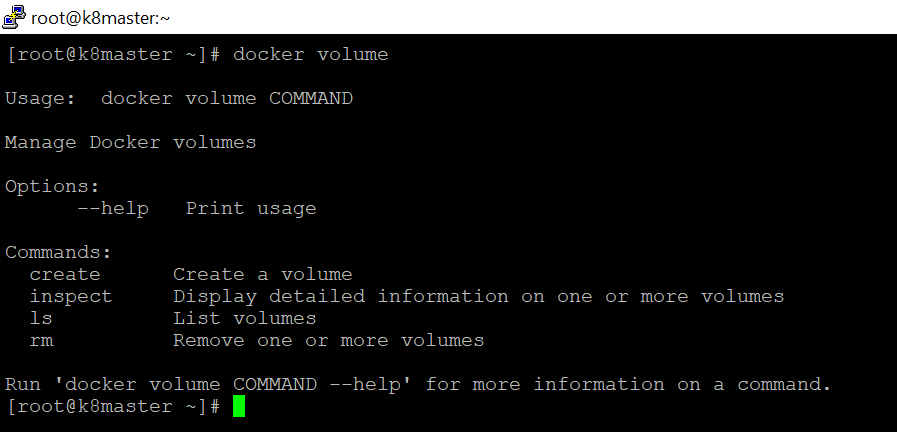 root@k8master:~
[root@k8master ~]# docker volume
Usage:  docker volume COMMAND
Manage Docker volumes
Options:
      --help   Print usage
Commands:
  create      Create a volume
  inspect     Display detailed information on one or more volumes
  ls          List volumes
  rm          Remove one or more volumes
Run 'docker volume COMMAND --help' for more information on a command.
[root@k8master ~]#